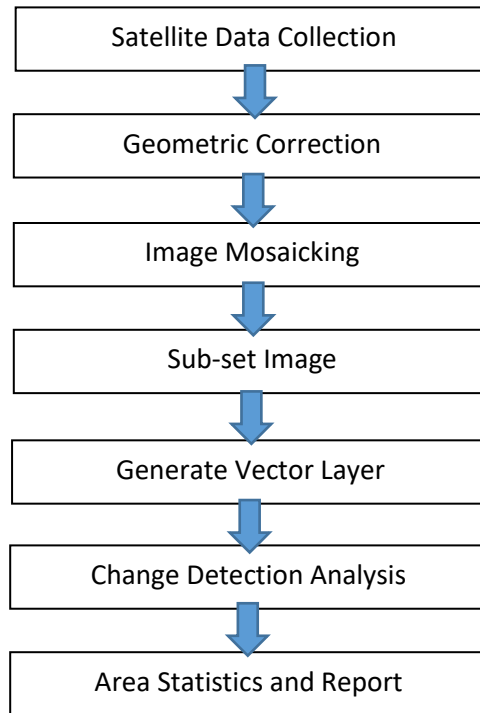 Satellite Data Collection
Geometric Correction
Image Mosaicking
Sub-set Image
Generate Vector Layer
Change Detection Analysis
Area Statistics and Report